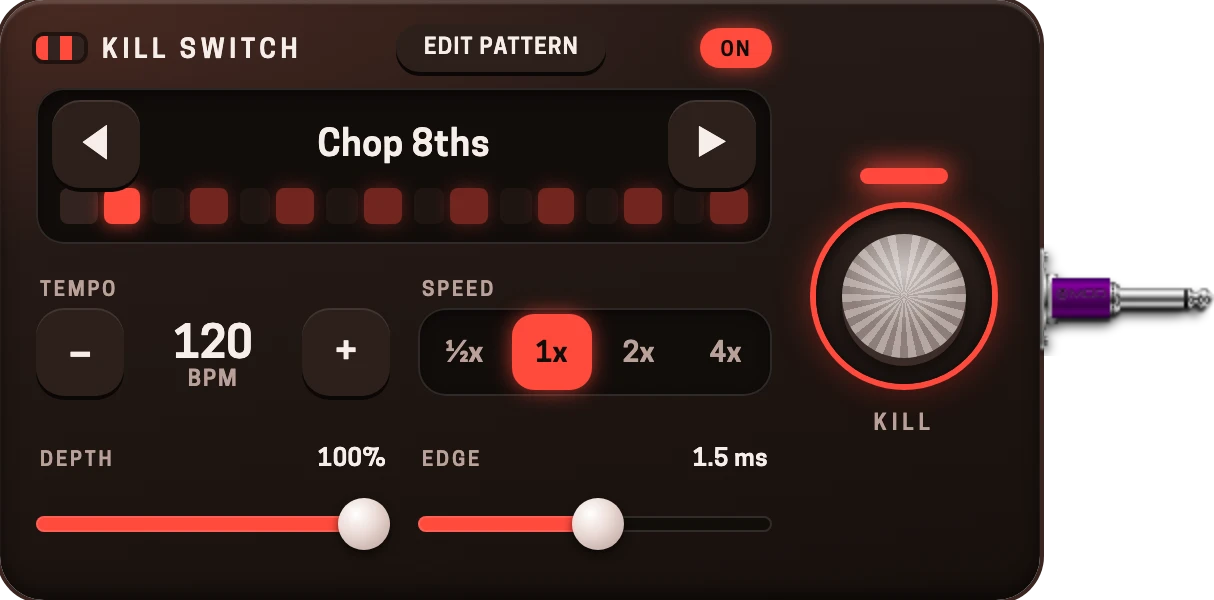 KILL SWITCH
EDIT PATTERN
ON
Chop 8ths
TEMPO
SPEED
–
120
BPM
+
½x
1x
2x
4x
KILL
DEPTH
100%
EDGE
1.5 ms